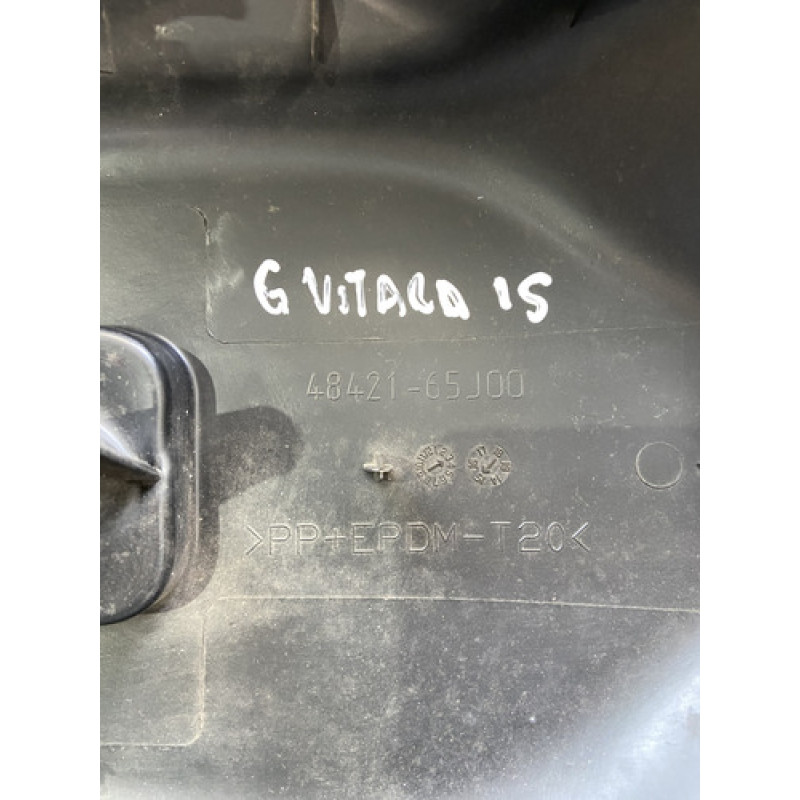 G VITARA 15
48421-65J00
>PP+EPDM-T20<